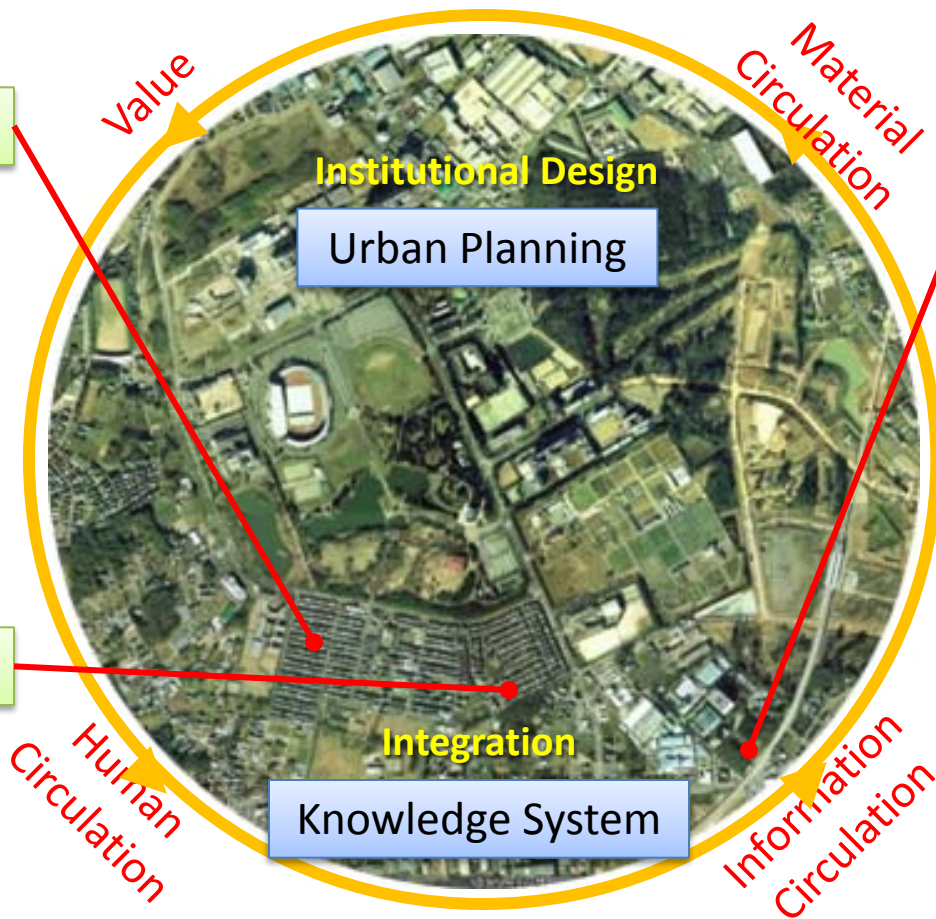 Value
Material
Circulation
Institutional Design
Urban Planning
Integration
Knowledge System
Human
Circulation
Information
Circulation